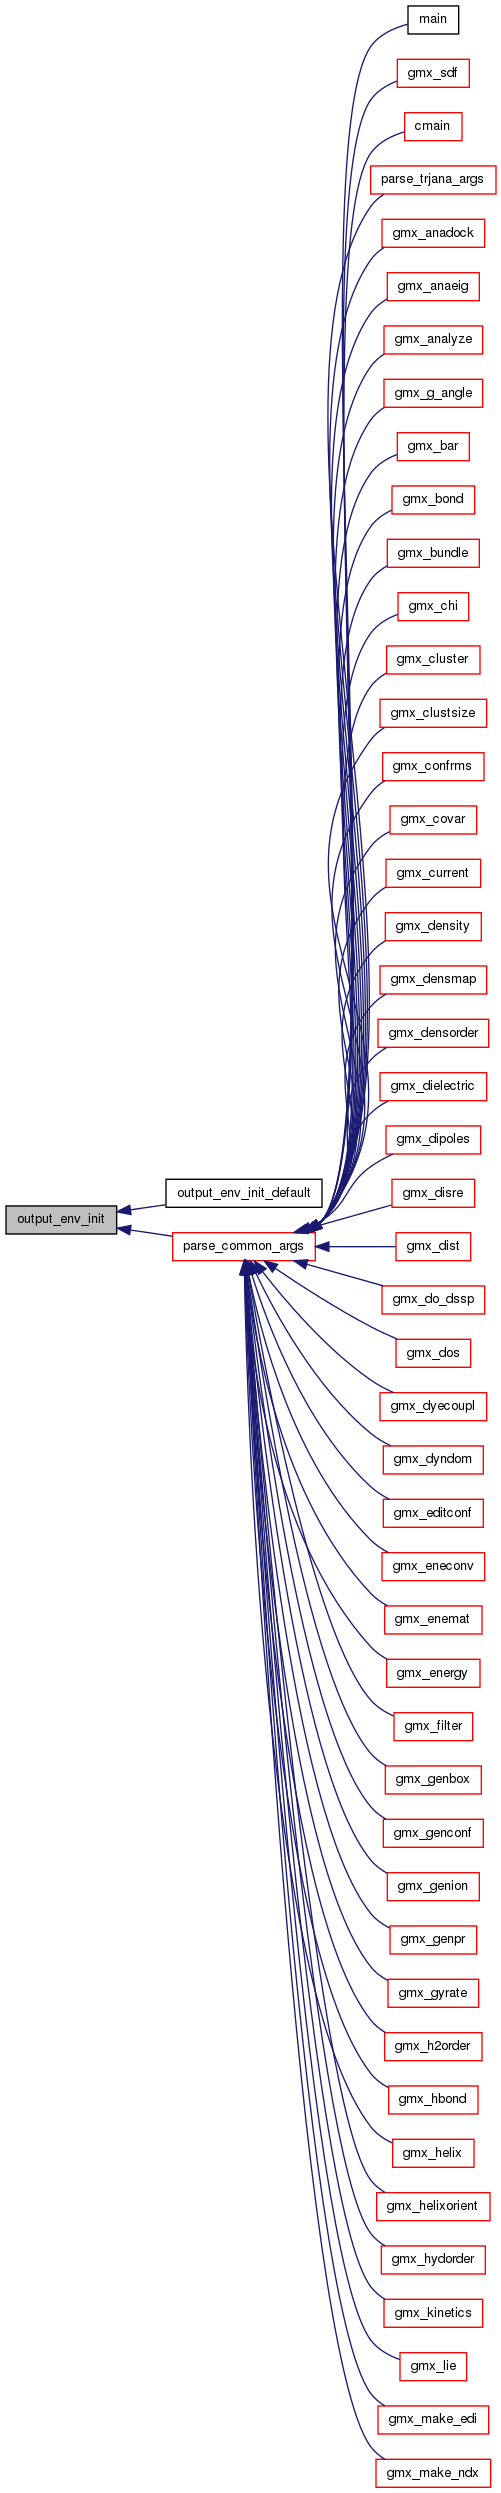 main
gmx_sdf
cmain
parse_trjana_args
gmx_anadock
gmx_anaeig
gmx_analyze
gmx_g_angle
gmx_bar
gmx_bond
gmx_bundle
gmx_chi
gmx_cluster
gmx_clustsize
gmx_confrms
gmx_covar
gmx_current
gmx_density
gmx_densmap
gmx_densorder
gmx_dielectric
gmx_dipoles
output_env_init
output_env_init_default
parse_common_args
gmx_disre
gmx_dist
gmx_do_dssp
gmx_dos
gmx_dyecoupl
gmx_dyndom
gmx_editconf
gmx_eneconv
gmx_enemat
gmx_energy
gmx_filter
gmx_genbox
gmx_genconf
gmx_genion
gmx_genpr
gmx_gyrate
gmx_h2order
gmx_hbond
gmx_helix
gmx_helixorient
gmx_hydorder
gmx_kinetics
gmx_lie
gmx_make_edi
gmx_make_ndx